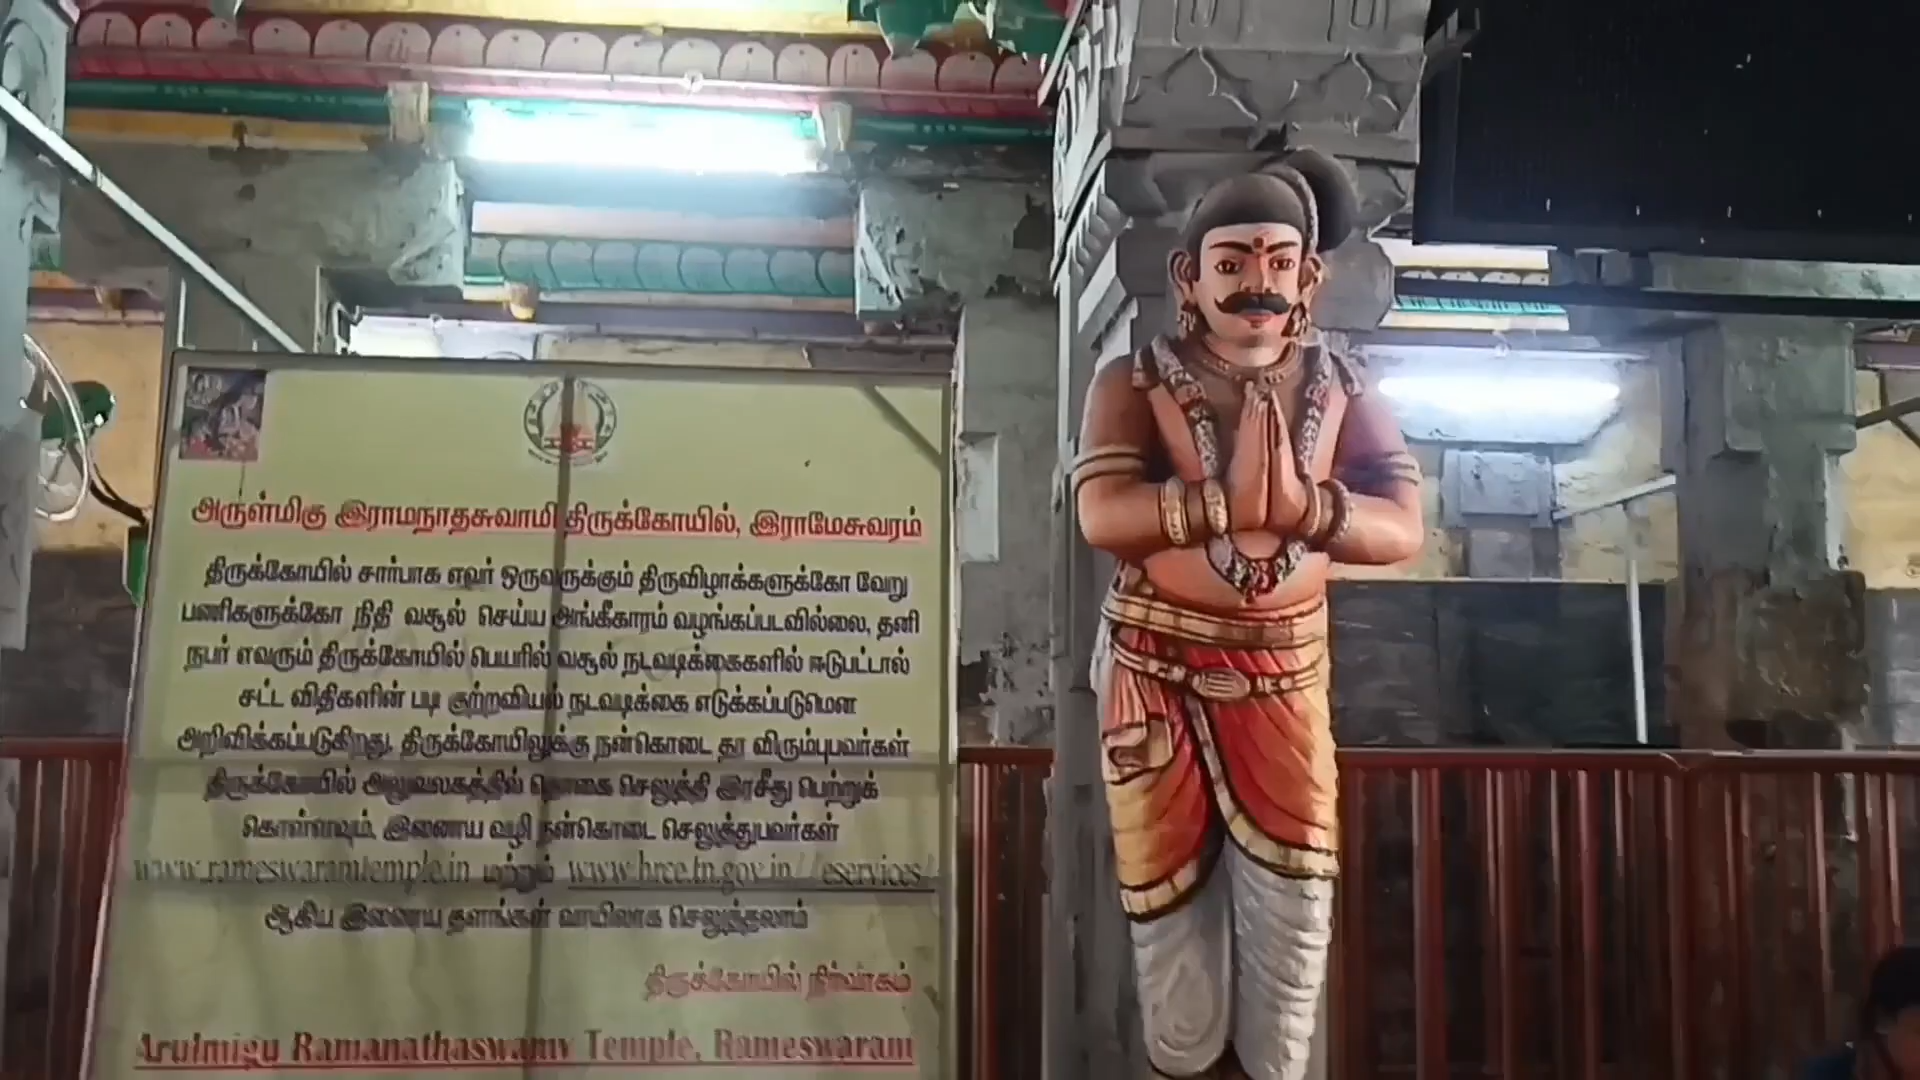 அருள்மிகு இராமநாதசுவாமி திருக்கோயில், இராமேசுவரம்
திருக்கோயில் சார்பாக எவர் ஒருவருக்கும் திருவிழாக்களுக்கோ வேறு
பணிகளுக்கோ நிதி வசூல் செய்ய அங்கீகாரம் வழங்கப்படவில்லை, தனி
நபர் எவரும் திருக்கோயில் பெயரில் வசூல் நடவடிக்கைகளில் ஈடுபட்டால்
சட்ட விதிகளின் படி குற்றவியல் நடவடிக்கை எடுக்கப்படுமென
அறிவிக்கப்படுகிறது. திருக்கோயிலுக்கு நன்கொடை தர விரும்புபவர்கள்
திருக்கோயில் அலுவலகத்தில் தொகை செலுத்தி இரசீது பெற்றுக்
கொள்ளவும். இணைய வழி நன்கொடை செலுத்துபவர்கள்
www.rameswaramtemple.in மற்றும் www.hrce.tn.gov.in//eservices/
ஆகிய இணைய தளங்கள் வாயிலாக செலுத்தலாம்
திருக்கோயில் நிர்வாகம்
Arulmigu Ramanathaswamy Temple, Rameswaram